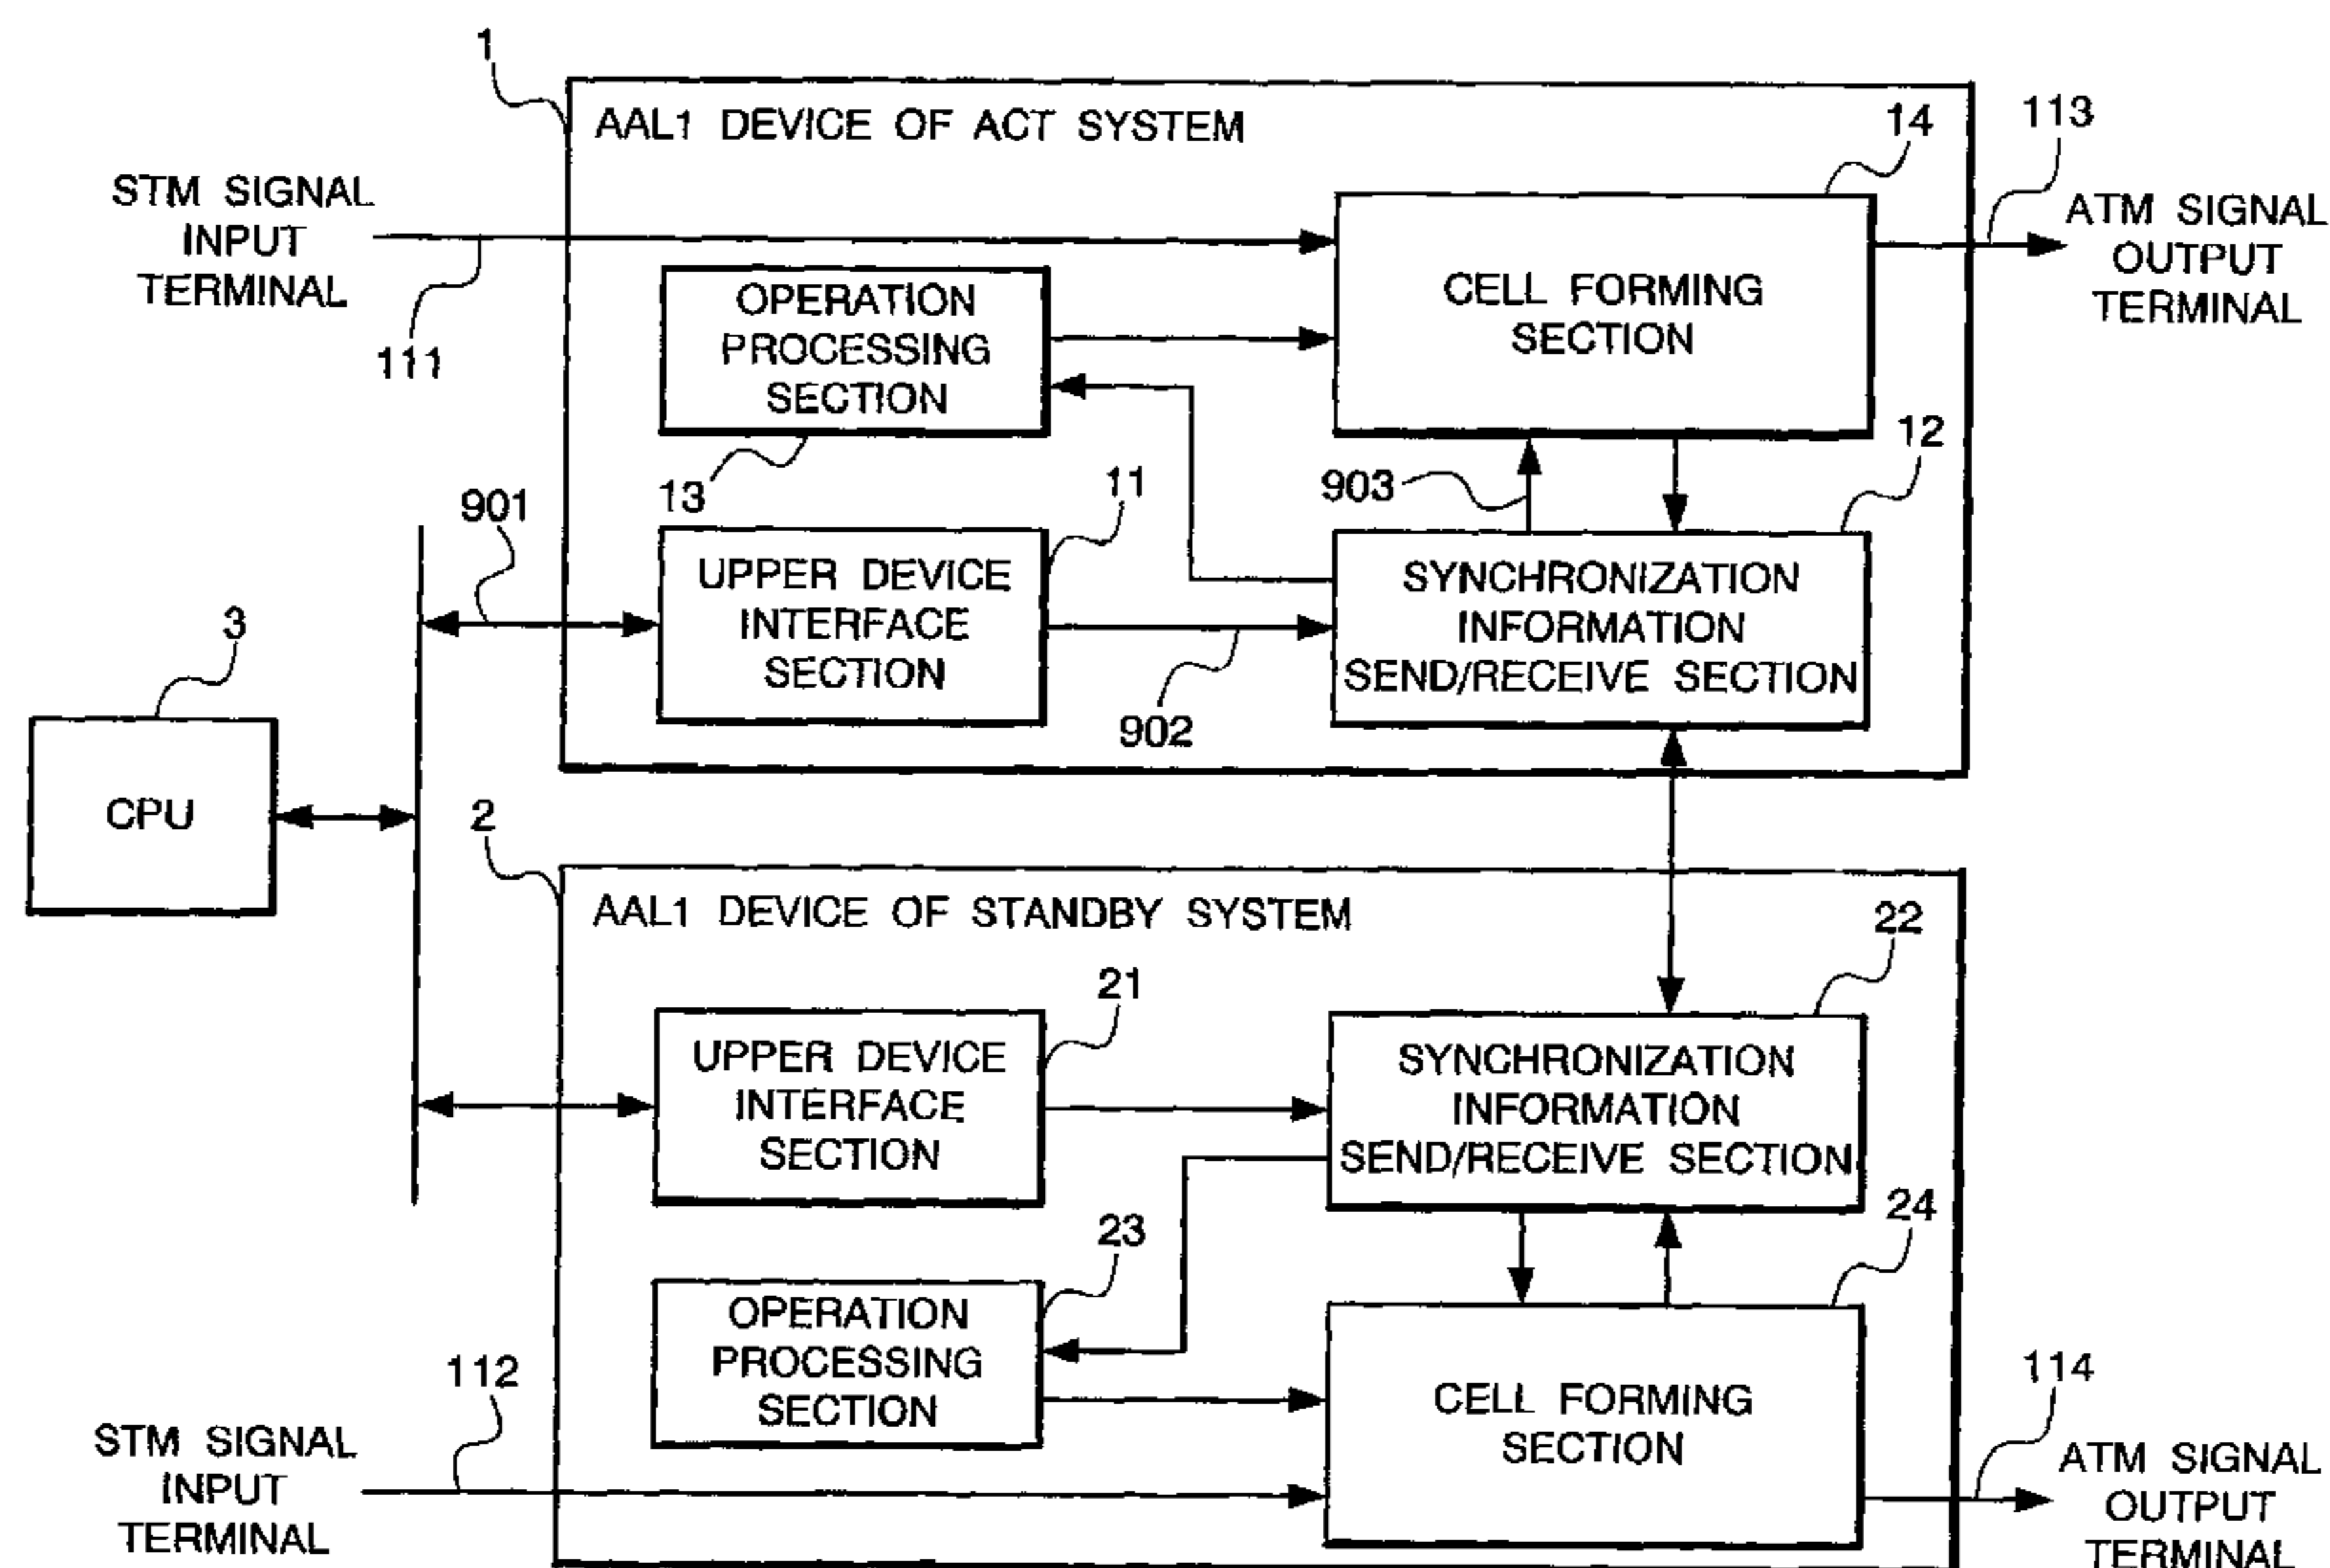 1
AAL1 DEVICE OF ACT SYSTEM
14
113
STM SIGNAL
INPUT
TERMINAL
ATM SIGNAL
OUTPUT
TERMINAL
111
OPERATION
PROCESSING
SECTION
CELL FORMING
SECTION
13
901
11
903
12
UPPER DEVICE
INTERFACE
SECTION
SYNCHRONIZATION
INFORMATION
SEND/RECEIVE SECTION
902
3
CPU
2
AAL1 DEVICE OF STANDBY SYSTEM
22
21
UPPER DEVICE
INTERFACE
SECTION
SYNCHRONIZATION
INFORMATION
SEND/RECEIVE SECTION
23
24
OPERATION
PROCESSING
SECTION
CELL FORMING
SECTION
112
STM SIGNAL
INPUT
TERMINAL
114
ATM SIGNAL
OUTPUT
TERMINAL